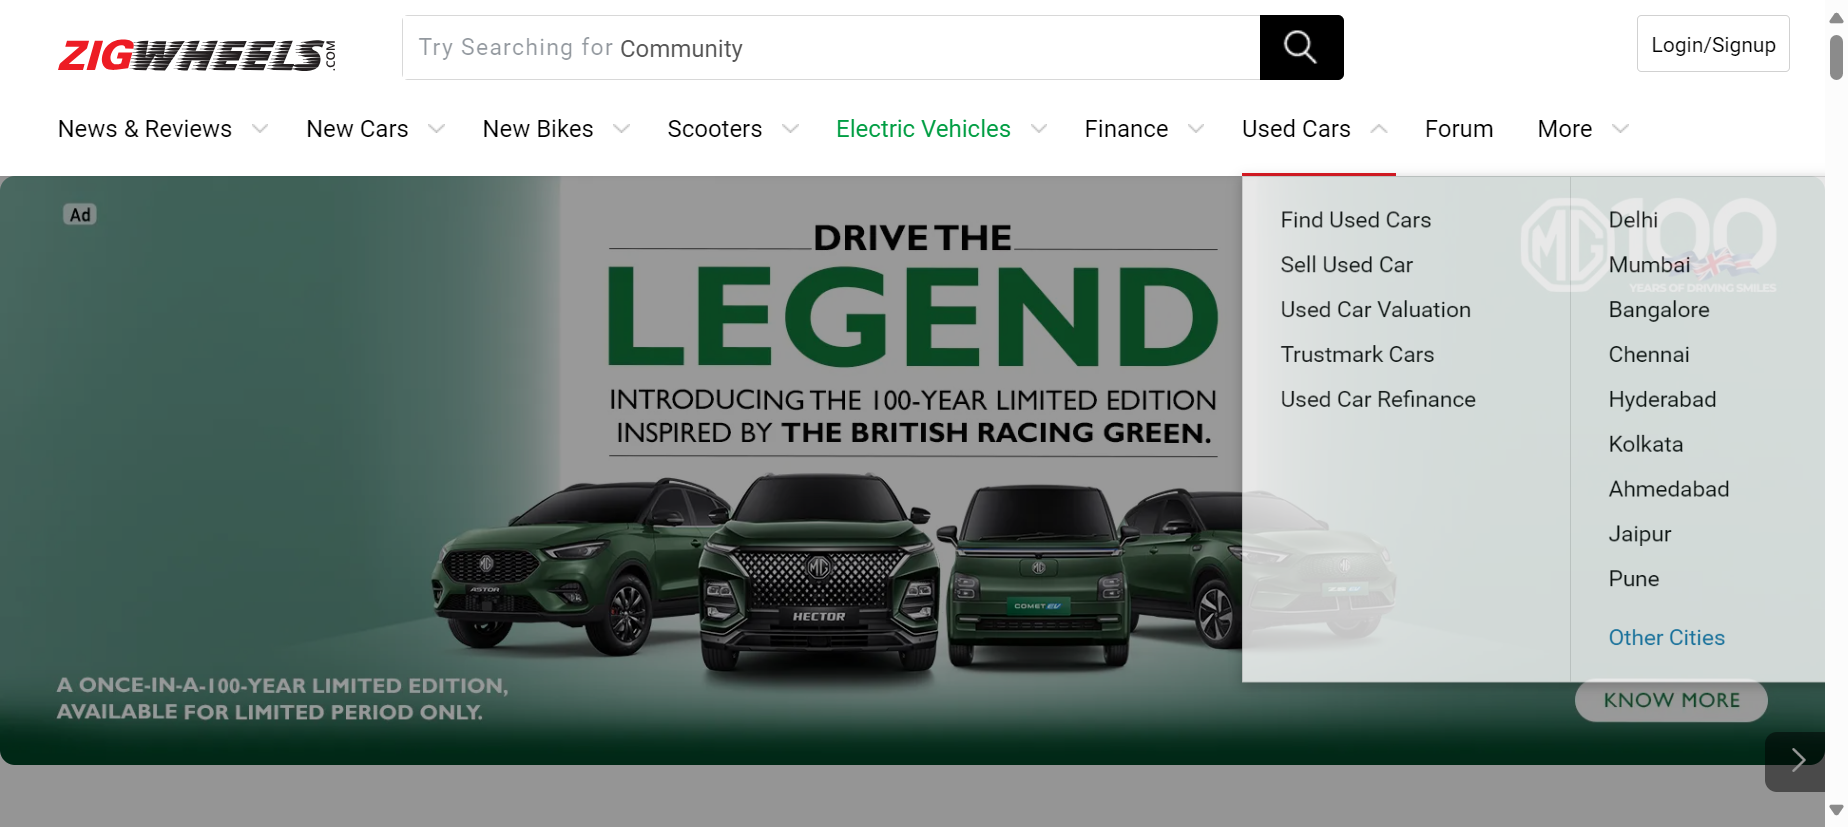 ZIGWHEELS.COM
Try Searching for Community
Login/Signup
News & Reviews
New Cars
New Bikes
Scooters
Electric Vehicles
Finance
Used Cars
Forum
More
Ad
DRIVE THE
LEGEND
INTRODUCING THE 100-YEAR LIMITED EDITION
INSPIRED BY THE BRITISH RACING GREEN.
Find Used Cars
Sell Used Car
Used Car Valuation
Trustmark Cars
Used Car Refinance
Delhi
Mumbai
Bangalore
Chennai
Hyderabad
Kolkata
Ahmedabad
Jaipur
Pune
Other Cities
MG 100
YEARS OF DRIVING SMILES
MG
ASTOR
MG
HECTOR
MG
COMET EV
A ONCE-IN-A-100-YEAR LIMITED EDITION,
AVAILABLE FOR LIMITED PERIOD ONLY.
KNOW MORE